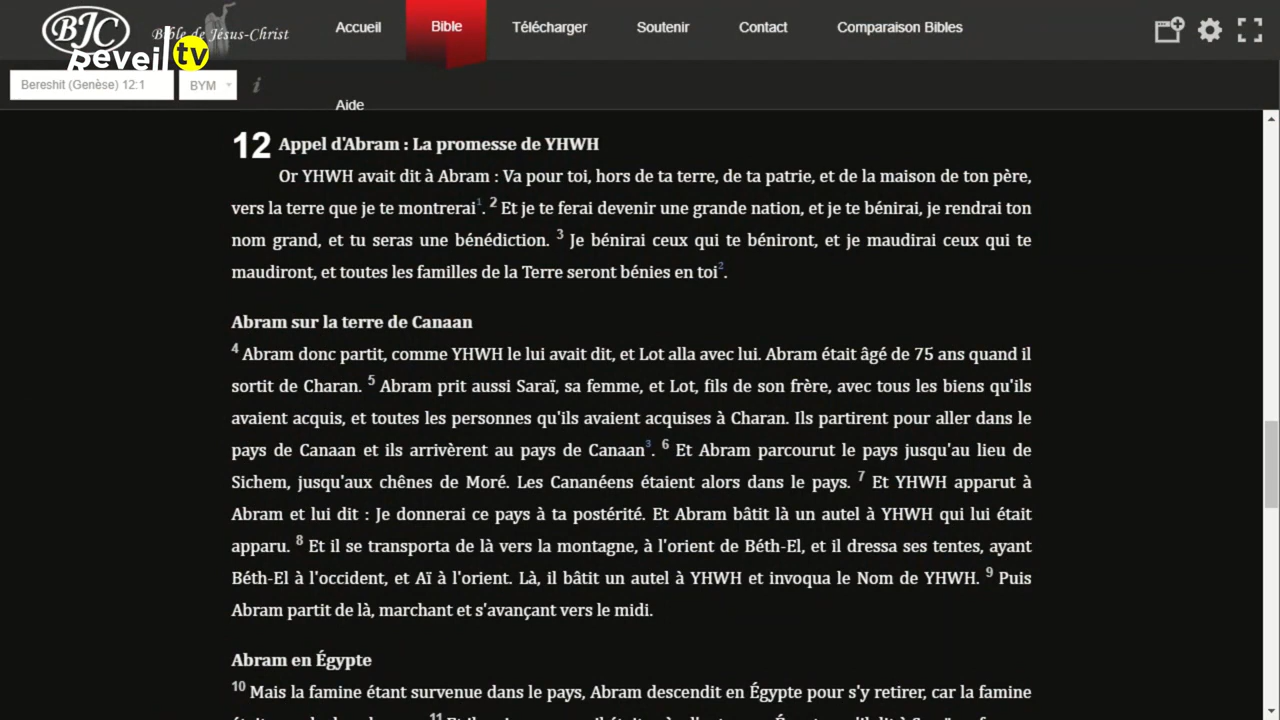 BJC
Bible de Jésus-Christ
Accueil
Bible
Télécharger
Soutenir
Contact
Comparaison Bibles
Réveil tv
Bereshit (Genèse) 12:1
BYM
i
Aide
12 Appel d'Abram : La promesse de YHWH
Or YHWH avait dit à Abram : Va pour toi, hors de ta terre, de ta patrie, et de la maison de ton père,
vers la terre que je te montrerai1. 2 Et je te ferai devenir une grande nation, et je te bénirai, je rendrai ton
nom grand, et tu seras une bénédiction. 3 Je bénirai ceux qui te béniront, et je maudirai ceux qui te
maudiront, et toutes les familles de la Terre seront bénies en toi2.
Abram sur la terre de Canaan
4 Abram donc partit, comme YHWH le lui avait dit, et Lot alla avec lui. Abram était âgé de 75 ans quand il
sortit de Charan. 5 Abram prit aussi Saraï, sa femme, et Lot, fils de son frère, avec tous les biens qu'ils
avaient acquis, et toutes les personnes qu'ils avaient acquises à Charan. Ils partirent pour aller dans le
pays de Canaan et ils arrivèrent au pays de Canaan3. 6 Et Abram parcourut le pays jusqu'au lieu de
Sichem, jusqu'aux chênes de Moré. Les Cananéens étaient alors dans le pays. 7 Et YHWH apparut à
Abram et lui dit : Je donnerai ce pays à ta postérité. Et Abram bâtit là un autel à YHWH qui lui était
apparu. 8 Et il se transporta de là vers la montagne, à l'orient de Béth-El, et il dressa ses tentes, ayant
Béth-El à l'occident, et Aï à l'orient. Là, il bâtit un autel à YHWH et invoqua le Nom de YHWH. 9 Puis
Abram partit de là, marchant et s'avançant vers le midi.
Abram en Égypte
10 Mais la famine étant survenue dans le pays, Abram descendit en Égypte pour s'y retirer, car la famine
11